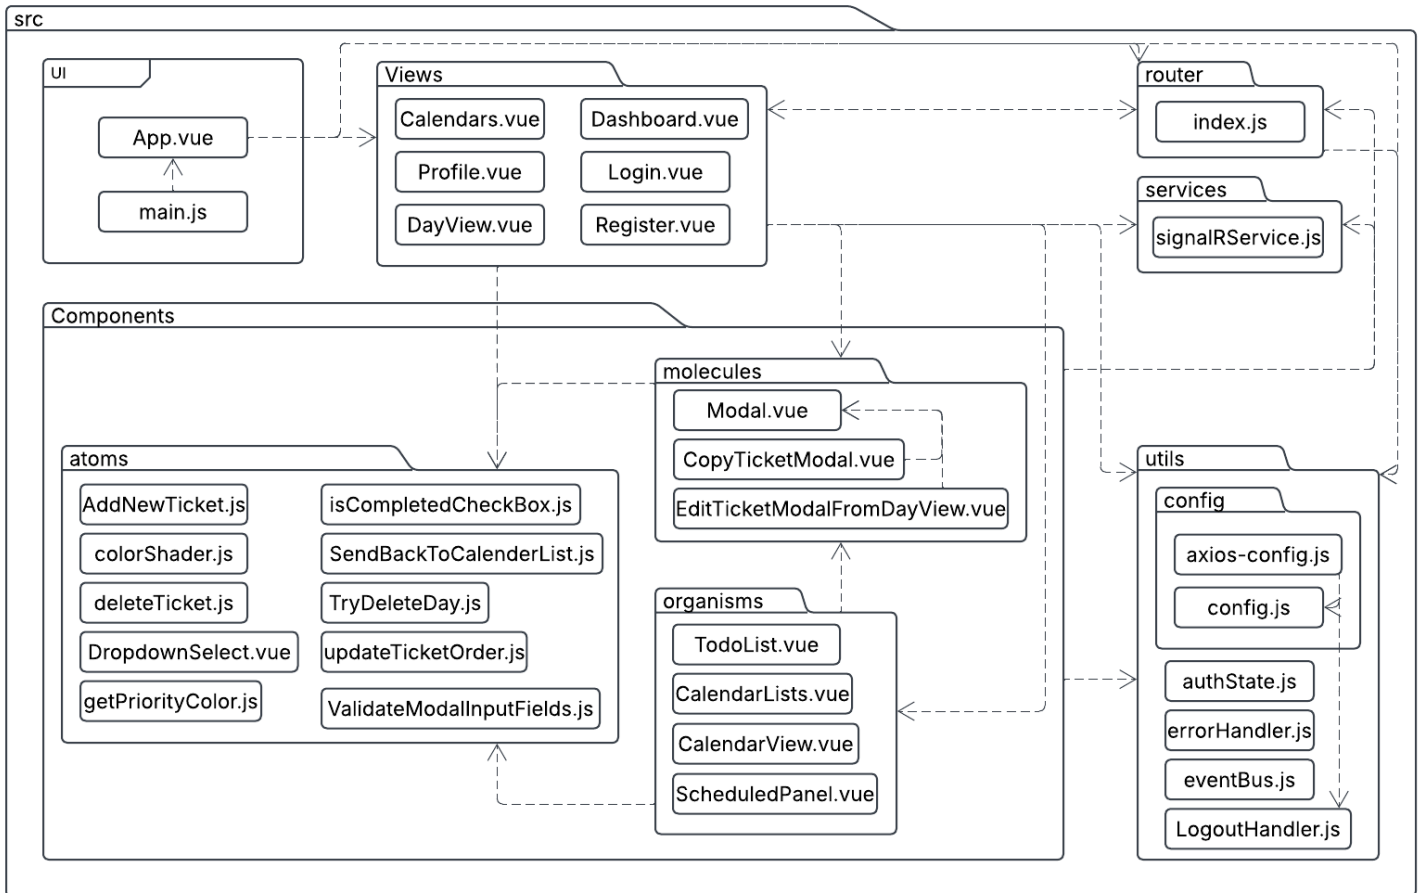 src
UI
App.vue
main.js
Views
Calendars.vue
Dashboard.vue
Profile.vue
Login.vue
DayView.vue
Register.vue
router
index.js
services
signalRService.js
Components
molecules
Modal.vue
CopyTicketModal.vue
EditTicketModalFromDayView.vue
atoms
AddNewTicket.js
isCompletedCheckBox.js
colorShader.js
SendBackToCalenderList.js
deleteTicket.js
TryDeleteDay.js
DropdownSelect.vue
updateTicketOrder.js
getPriorityColor.js
ValidateModalInputFields.js
organisms
TodoList.vue
CalendarLists.vue
CalendarView.vue
ScheduledPanel.vue
utils
config
axios-config.js
config.js
authState.js
errorHandler.js
eventBus.js
LogoutHandler.js